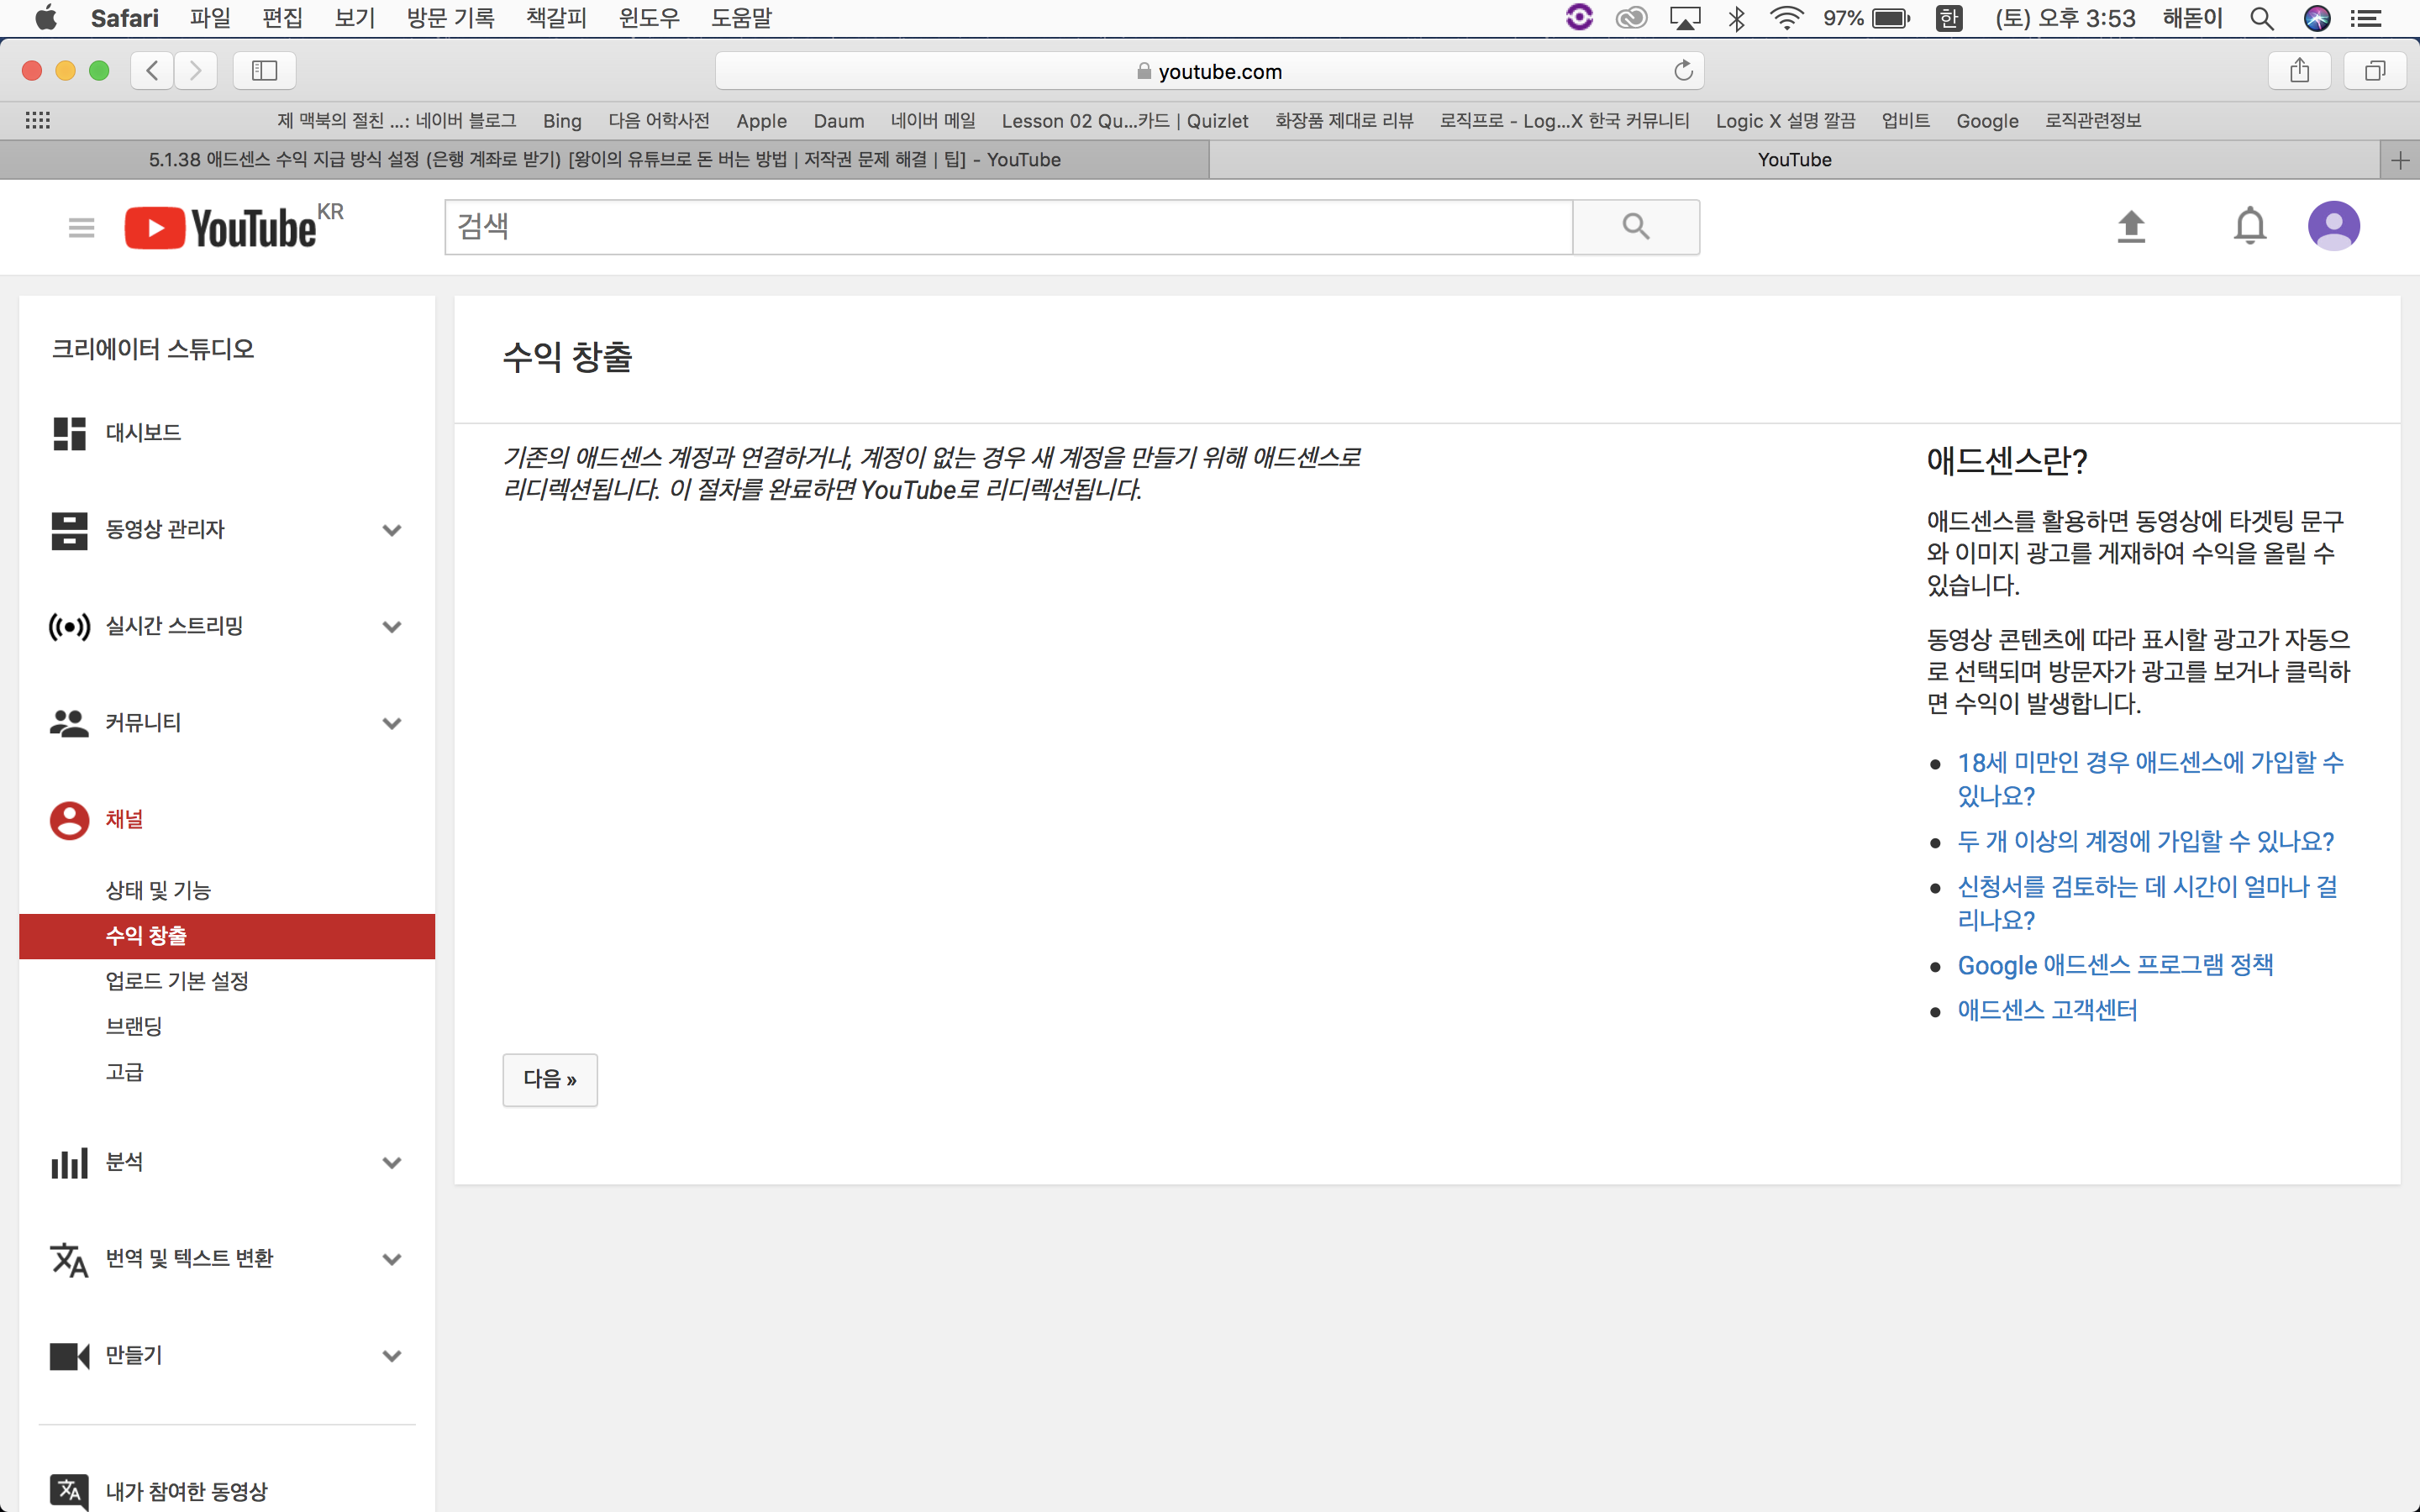 Safari 파일 편집 보기 방문 기록 책갈피 윈도우 도움말 97% 한 (토) 오후 3:53 해돋이
youtube.com
제 맥북의 절친 ...: 네이버 블로그 Bing 다음 어학사전 Apple Daum 네이버 메일 Lesson 02 Qu...카드 | Quizlet 화장품 제대로 리뷰 로직프로 - Log...X 한국 커뮤니티 Logic X 설명 깔끔 업비트 Google 로직관련정보
5.1.38 애드센스 수익 지급 방식 설정 (은행 계좌로 받기) [왕이의 유튜브로 돈 버는 방법 | 저작권 문제 해결 | 팁] - YouTube YouTube
YouTube KR
검색
크리에이터 스튜디오
대시보드
동영상 관리자
실시간 스트리밍
커뮤니티
채널
상태 및 기능
수익 창출
업로드 기본 설정
브랜딩
고급
분석
번역 및 텍스트 변환
만들기
내가 참여한 동영상
수익 창출
기존의 애드센스 계정과 연결하거나, 계정이 없는 경우 새 계정을 만들기 위해 애드센스로
리디렉션됩니다. 이 절차를 완료하면 YouTube로 리디렉션됩니다.
다음 »
애드센스란?
애드센스를 활용하면 동영상에 타겟팅 문구
와 이미지 광고를 게재하여 수익을 올릴 수
있습니다.
동영상 콘텐츠에 따라 표시할 광고가 자동으
로 선택되며 방문자가 광고를 보거나 클릭하
면 수익이 발생합니다.
• 18세 미만인 경우 애드센스에 가입할 수
있나요?
• 두 개 이상의 계정에 가입할 수 있나요?
• 신청서를 검토하는 데 시간이 얼마나 걸
리나요?
• Google 애드센스 프로그램 정책
• 애드센스 고객센터